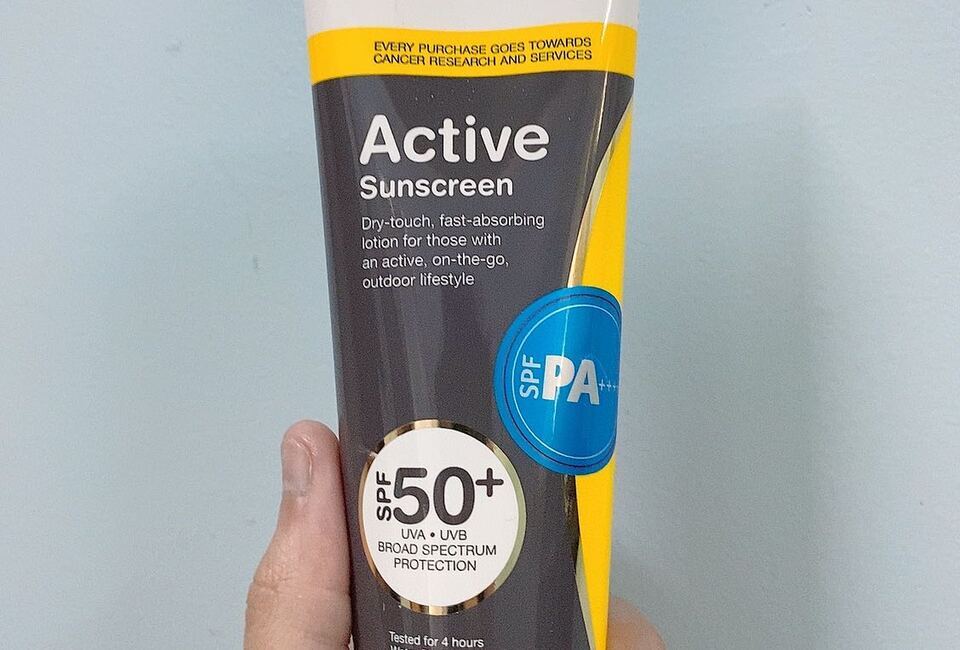 EVERY PURCHASE GOES TOWARDS
CANCER RESEARCH AND SERVICES
Active
Sunscreen
Dry-touch, fast-absorbing
lotion for those with
an active, on-the-go,
outdoor lifestyle
SPF PA+++
SPF 50+
UVA • UVB
BROAD SPECTRUM
PROTECTION
Tested for 4 hours